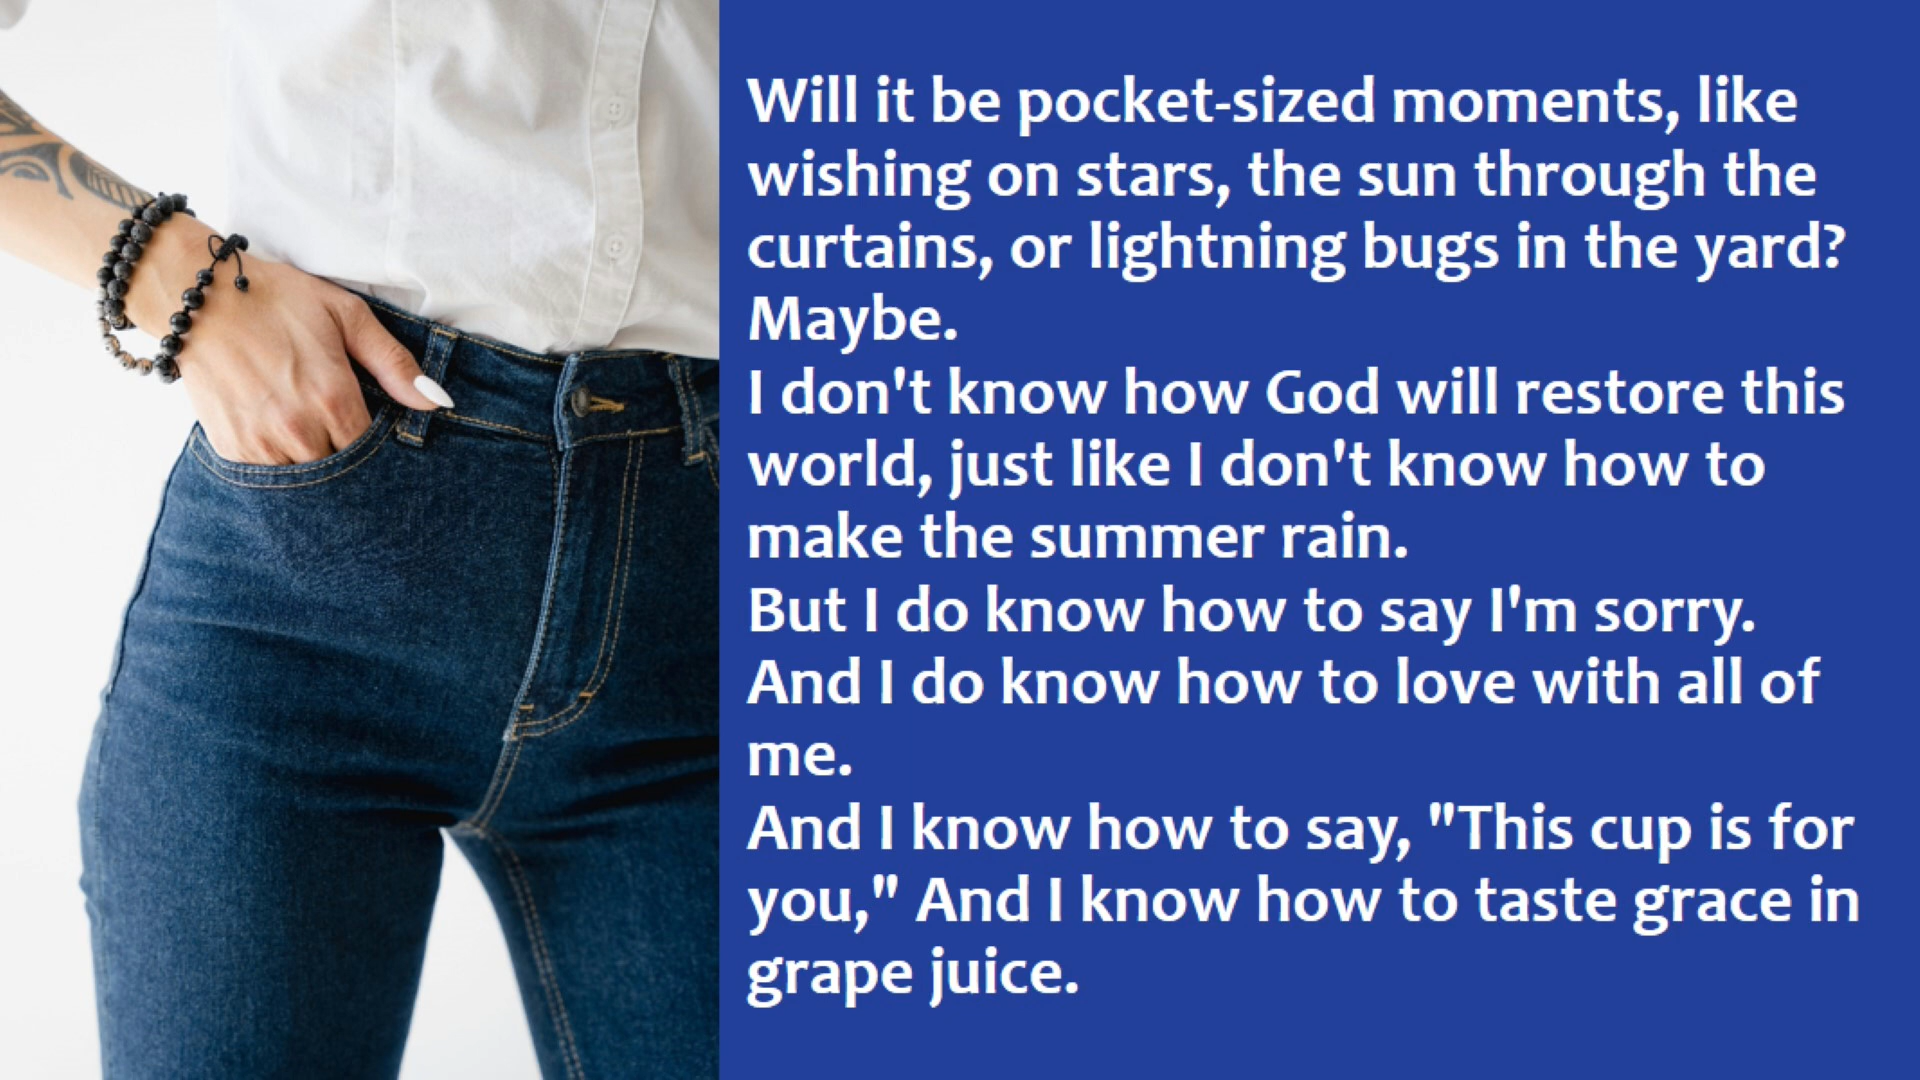 Will it be pocket-sized moments, like
wishing on stars, the sun through the
curtains, or lightning bugs in the yard?
Maybe.
I don't know how God will restore this
world, just like I don't know how to
make the summer rain.
But I do know how to say I'm sorry.
And I do know how to love with all of
me.
And I know how to say, "This cup is for
you," And I know how to taste grace in
grape juice.